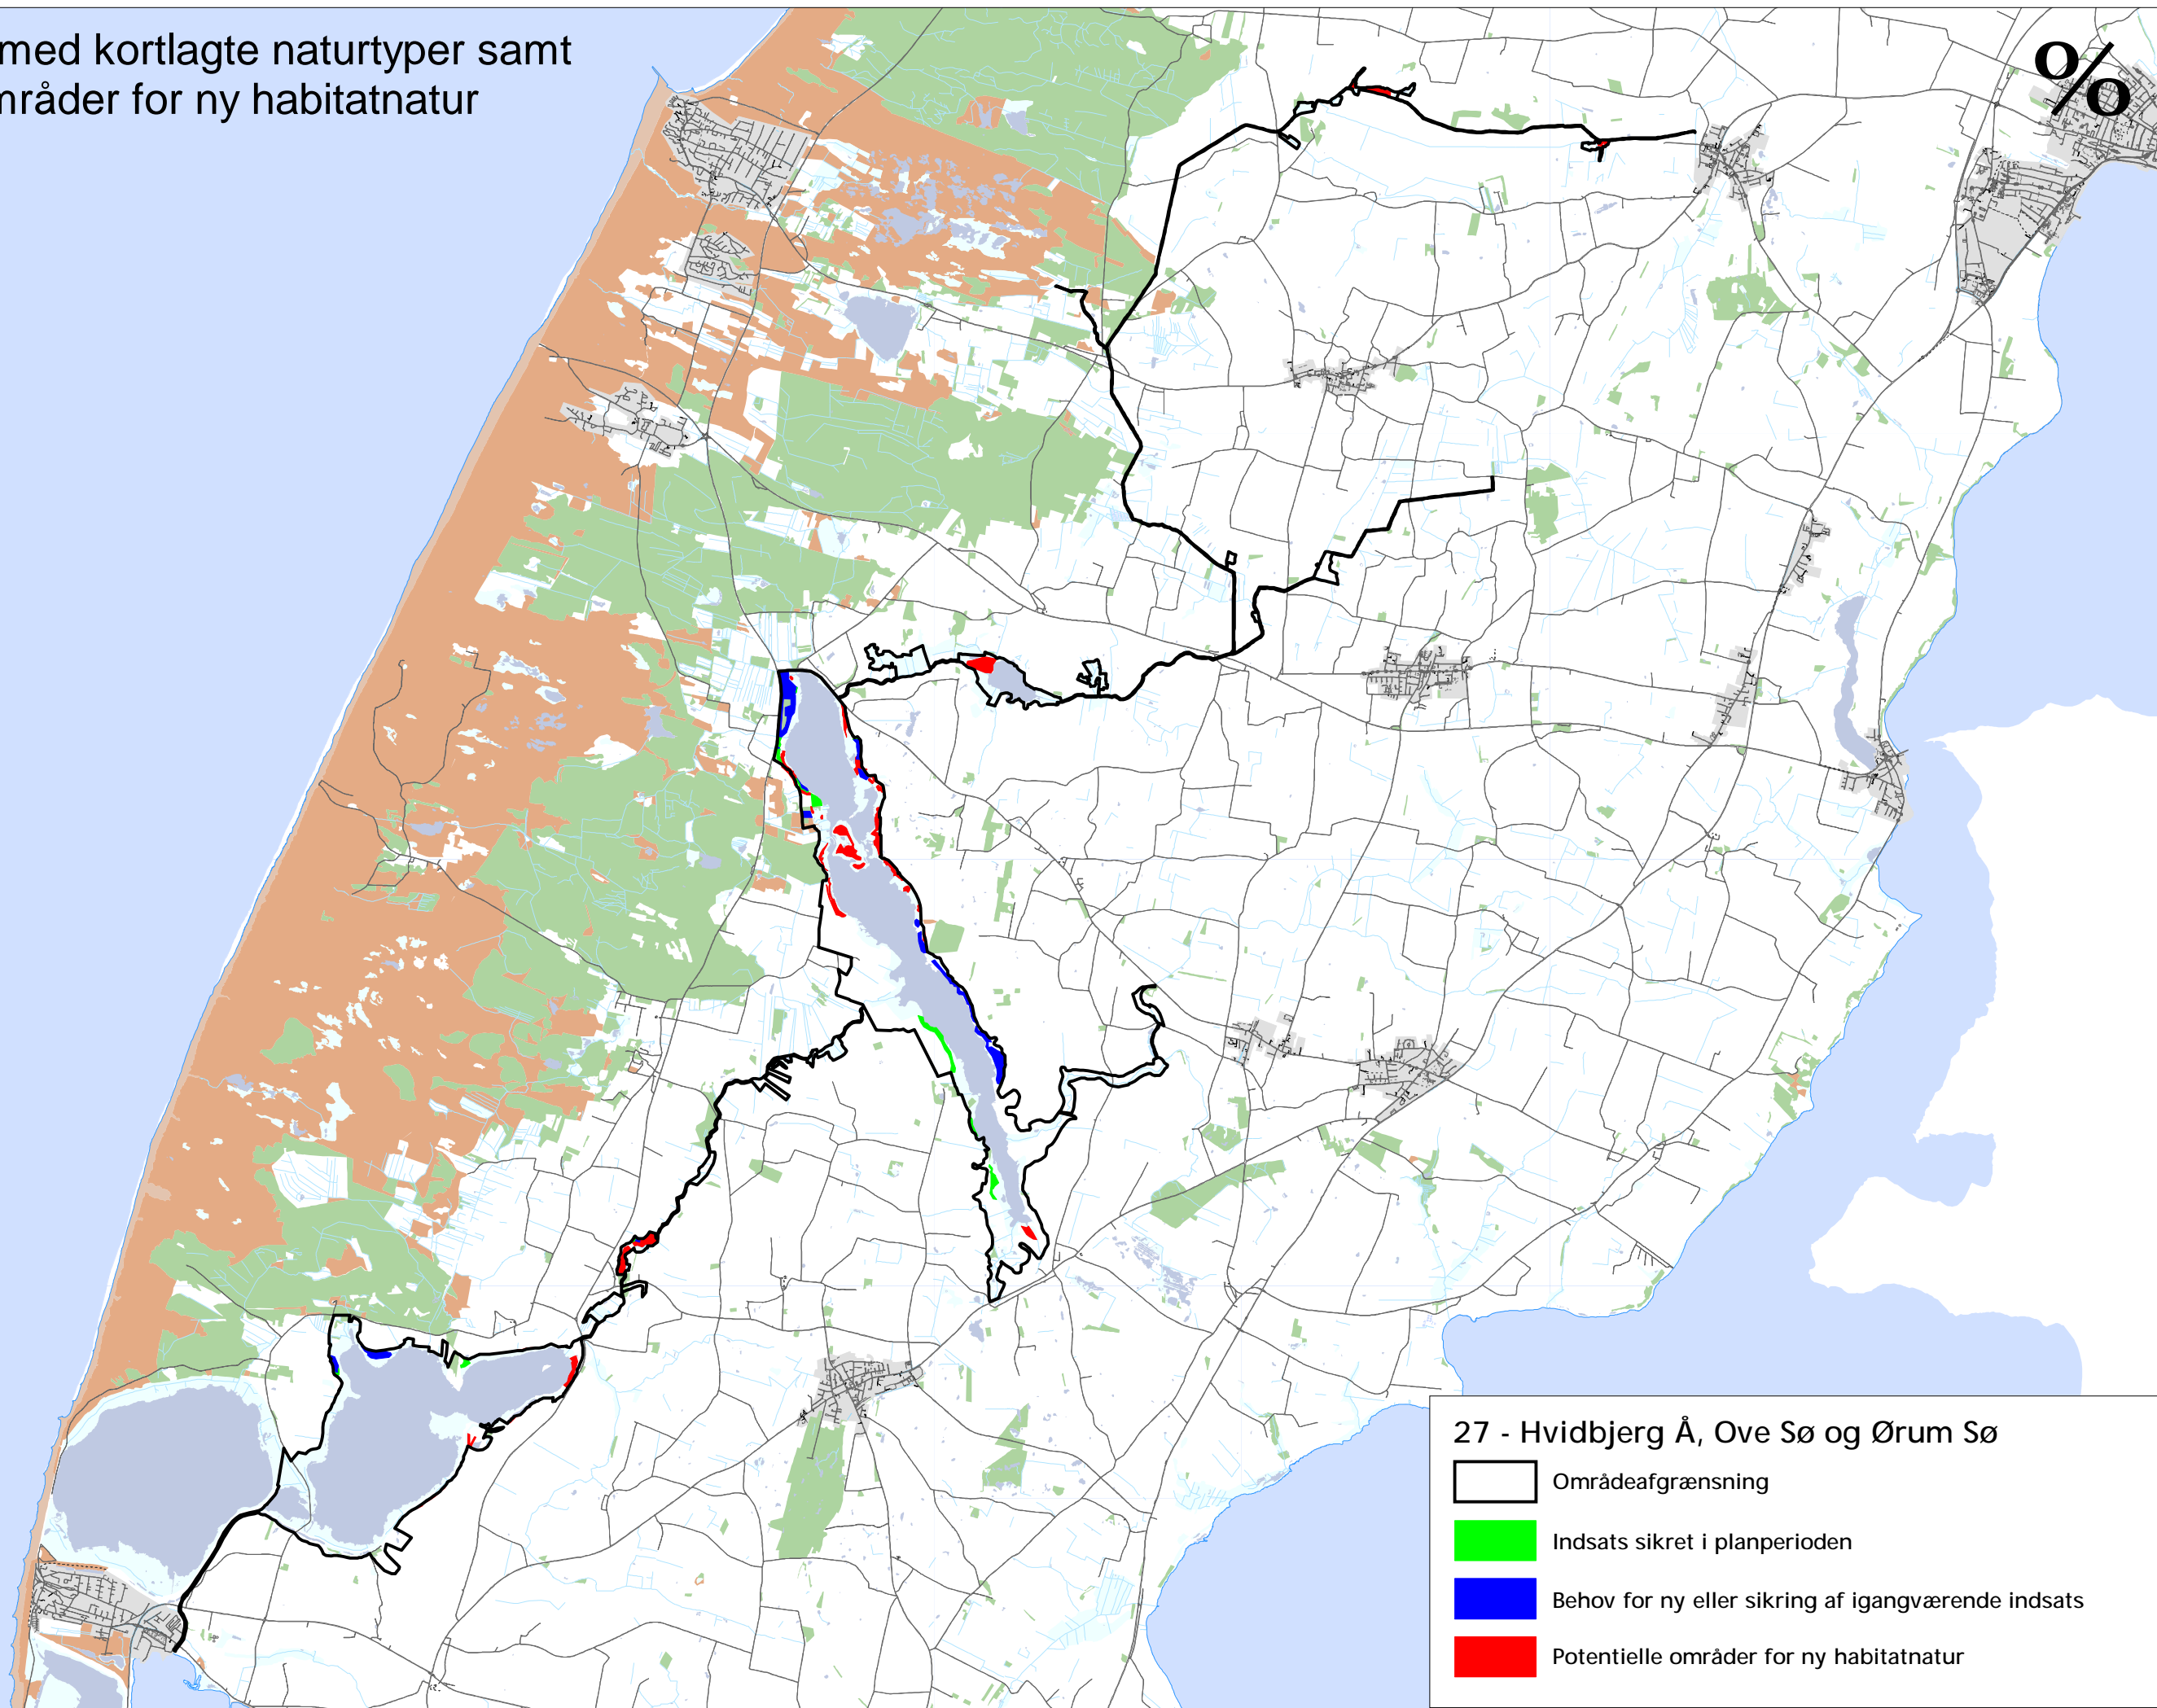 med kortlagte naturtyper samt
mråder for ny habitatnatur
%
27 - Hvidbjerg Å, Ove Sø og Ørum Sø
Områdeafgrænsning
Indsats sikret i planperioden
Behov for ny eller sikring af igangværende indsats
Potentielle områder for ny habitatnatur